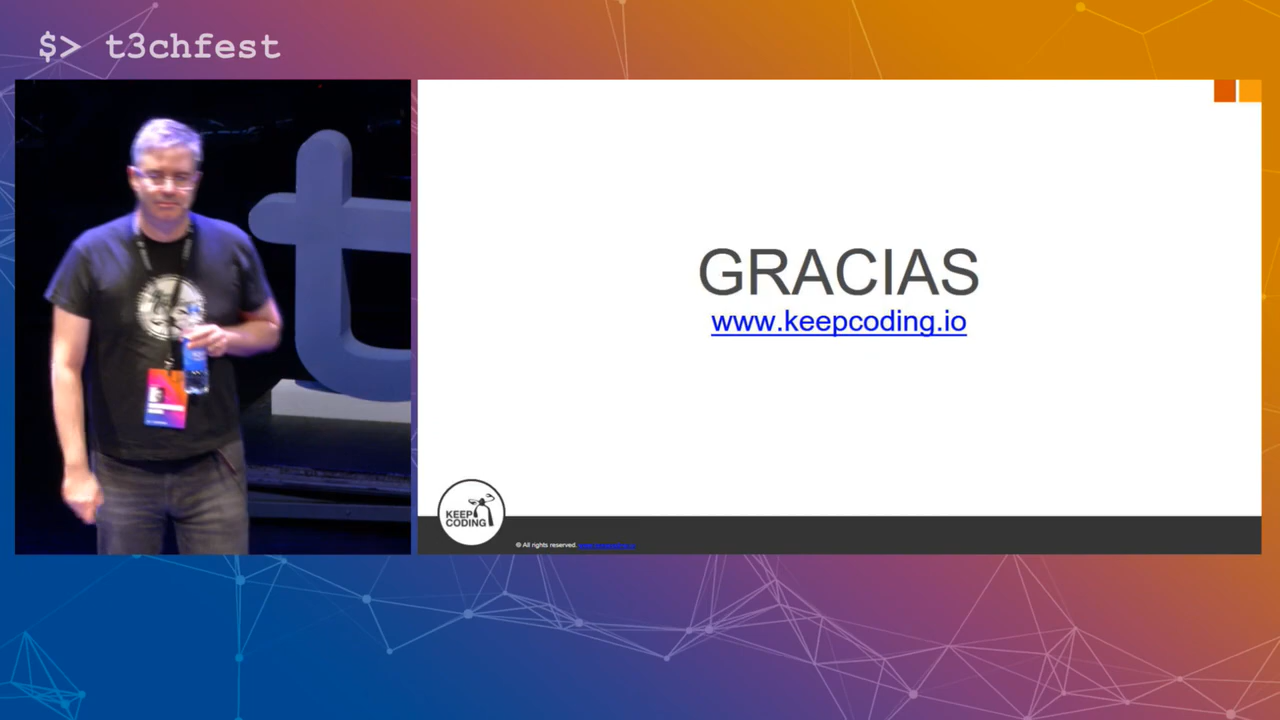 $> t3chfest
t
GRACIAS
www.keepcoding.io
KEEP
CODING
© All rights reserved.